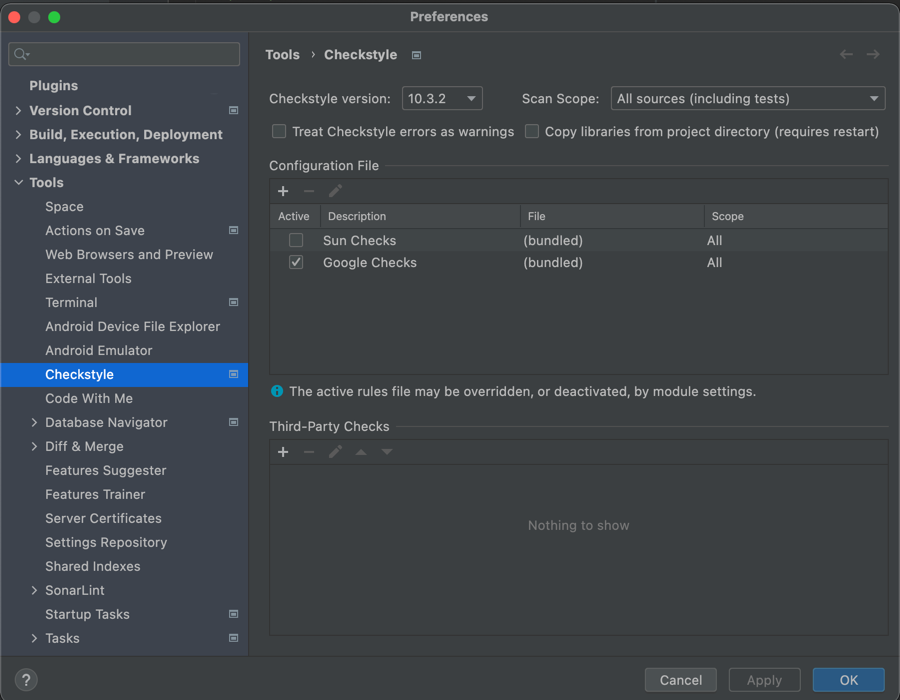 Preferences
Plugins
Version Control
Build, Execution, Deployment
Languages & Frameworks
Tools
Space
Actions on Save
Web Browsers and Preview
External Tools
Terminal
Android Device File Explorer
Android Emulator
Checkstyle
Code With Me
Database Navigator
Diff & Merge
Features Suggester
Features Trainer
Server Certificates
Settings Repository
Shared Indexes
SonarLint
Startup Tasks
Tasks
Tools › Checkstyle
Checkstyle version: 10.3.2 Scan Scope: All sources (including tests)
Treat Checkstyle errors as warnings Copy libraries from project directory (requires restart)
Configuration File
Active Description File Scope
Sun Checks (bundled) All
Google Checks (bundled) All
The active rules file may be overridden, or deactivated, by module settings.
Third-Party Checks
Nothing to show
? Cancel Apply OK